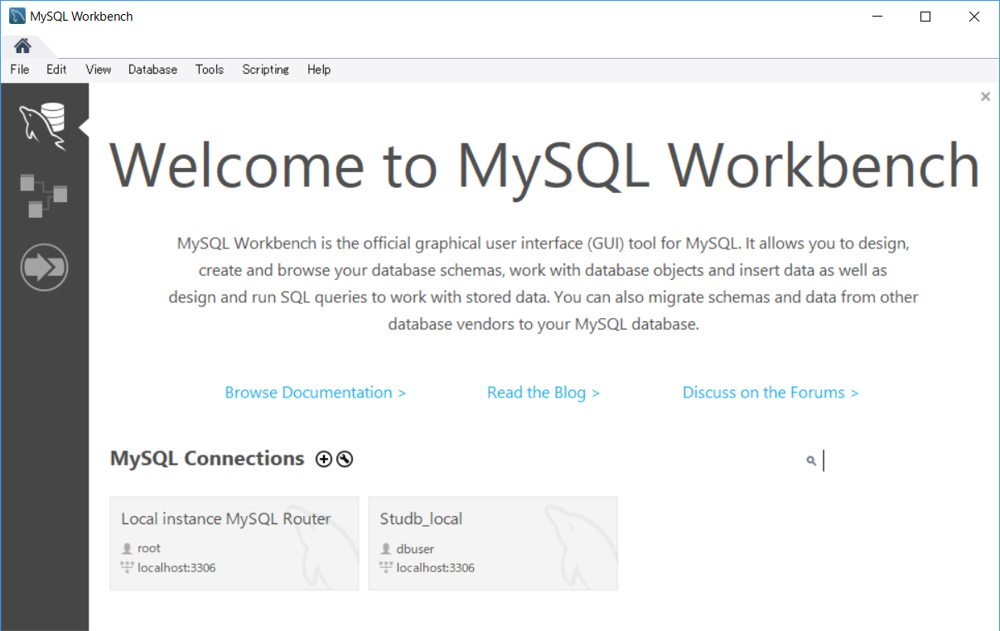 MySQL Workbench
File Edit View Database Tools Scripting Help
Welcome to MySQL Workbench
MySQL Workbench is the official graphical user interface (GUI) tool for MySQL. It allows you to design,
create and browse your database schemas, work with database objects and insert data as well as
design and run SQL queries to work with stored data. You can also migrate schemas and data from other
database vendors to your MySQL database.
Browse Documentation > Read the Blog > Discuss on the Forums >
MySQL Connections
Local instance MySQL Router
root
localhost:3306
Studb_local
dbuser
localhost:3306